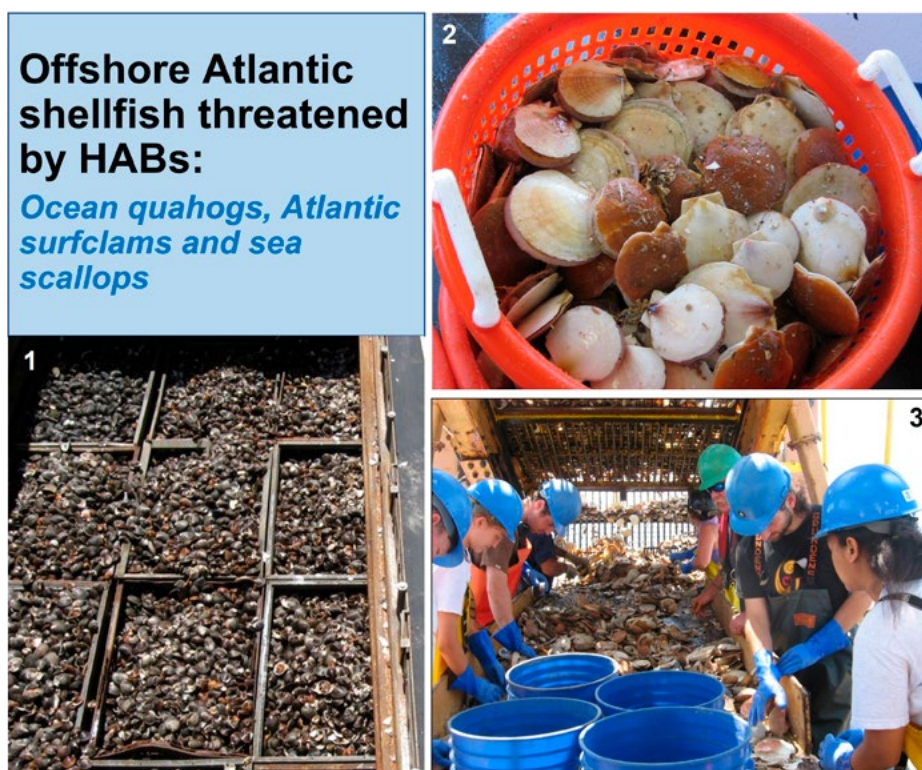 Offshore Atlantic
shellfish threatened
by HABs:
Ocean quahogs, Atlantic
surfclams and sea
scallops
2
1
3